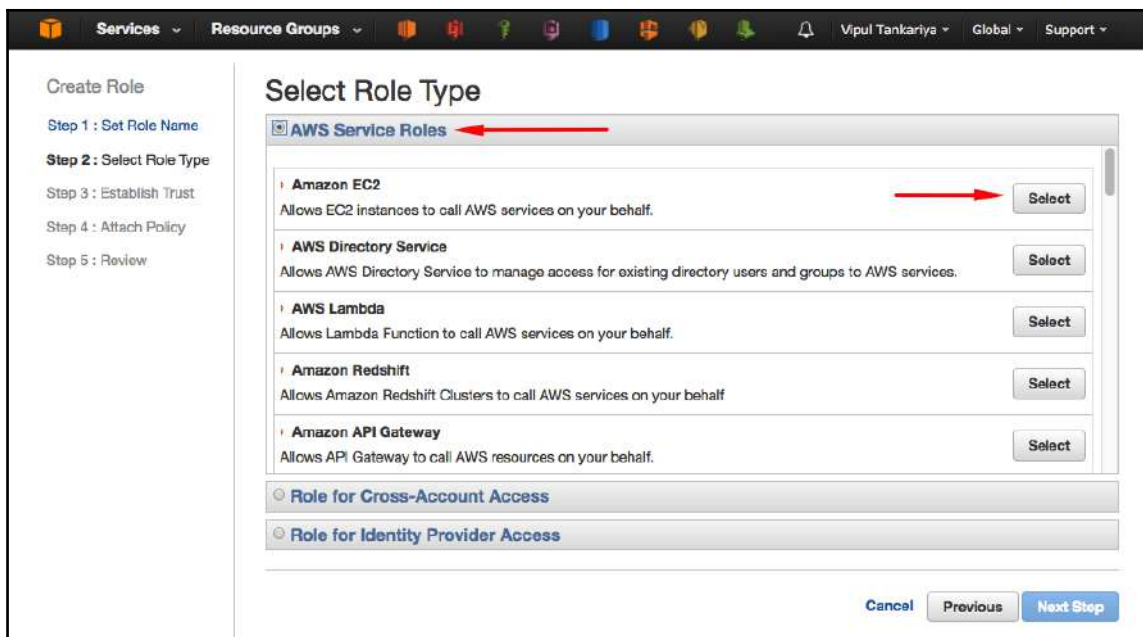 Services Resource Groups Vipul Tankariya Global Support
Create Role
Step 1 : Set Role Name
Step 2 : Select Role Type
Step 3 : Establish Trust
Step 4 : Attach Policy
Step 5 : Review
Select Role Type
AWS Service Roles
Amazon EC2
Allows EC2 instances to call AWS services on your behalf.
Select
AWS Directory Service
Allows AWS Directory Service to manage access for existing directory users and groups to AWS services.
Select
AWS Lambda
Allows Lambda Function to call AWS services on your behalf.
Select
Amazon Redshift
Allows Amazon Redshift Clusters to call AWS services on your behalf
Select
Amazon API Gateway
Allows API Gateway to call AWS resources on your behalf.
Select
Role for Cross-Account Access
Role for Identity Provider Access
Cancel Previous Next Step